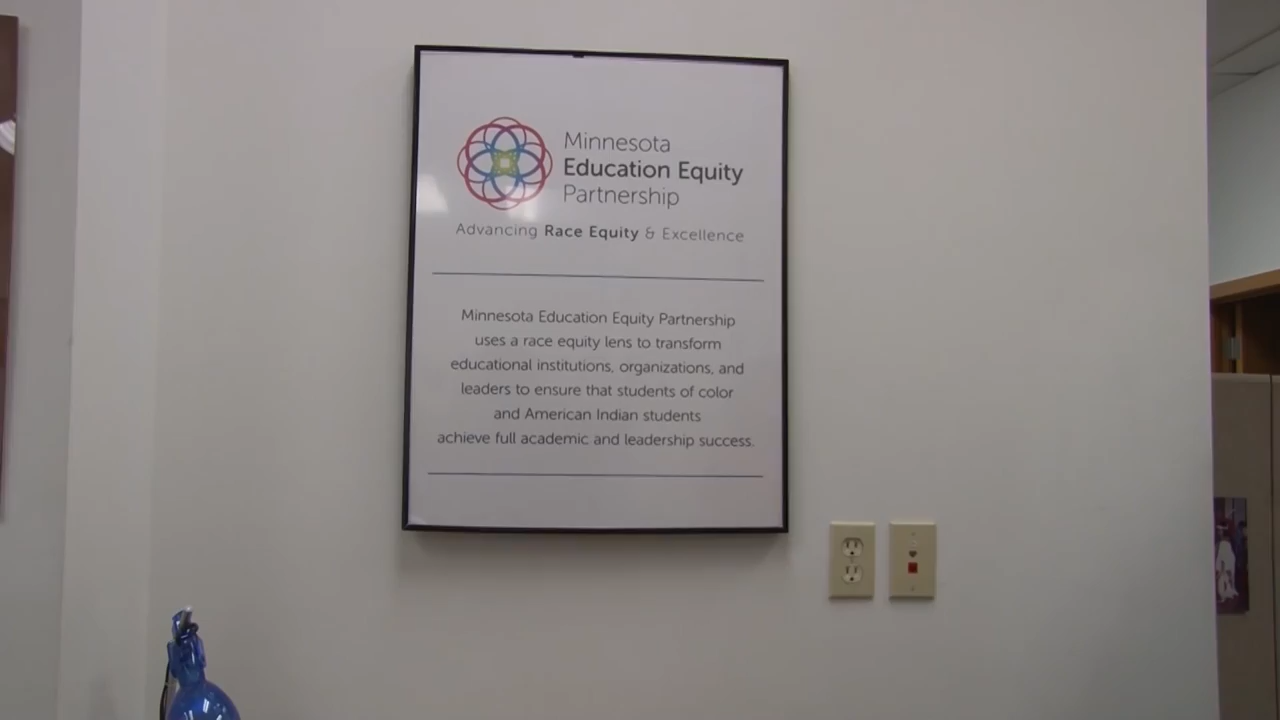 Minnesota
Education Equity
Partnership
Advancing Race Equity & Excellence
Minnesota Education Equity Partnership
uses a race equity lens to transform
educational institutions, organizations, and
leaders to ensure that students of color
and American Indian students
achieve full academic and leadership success.